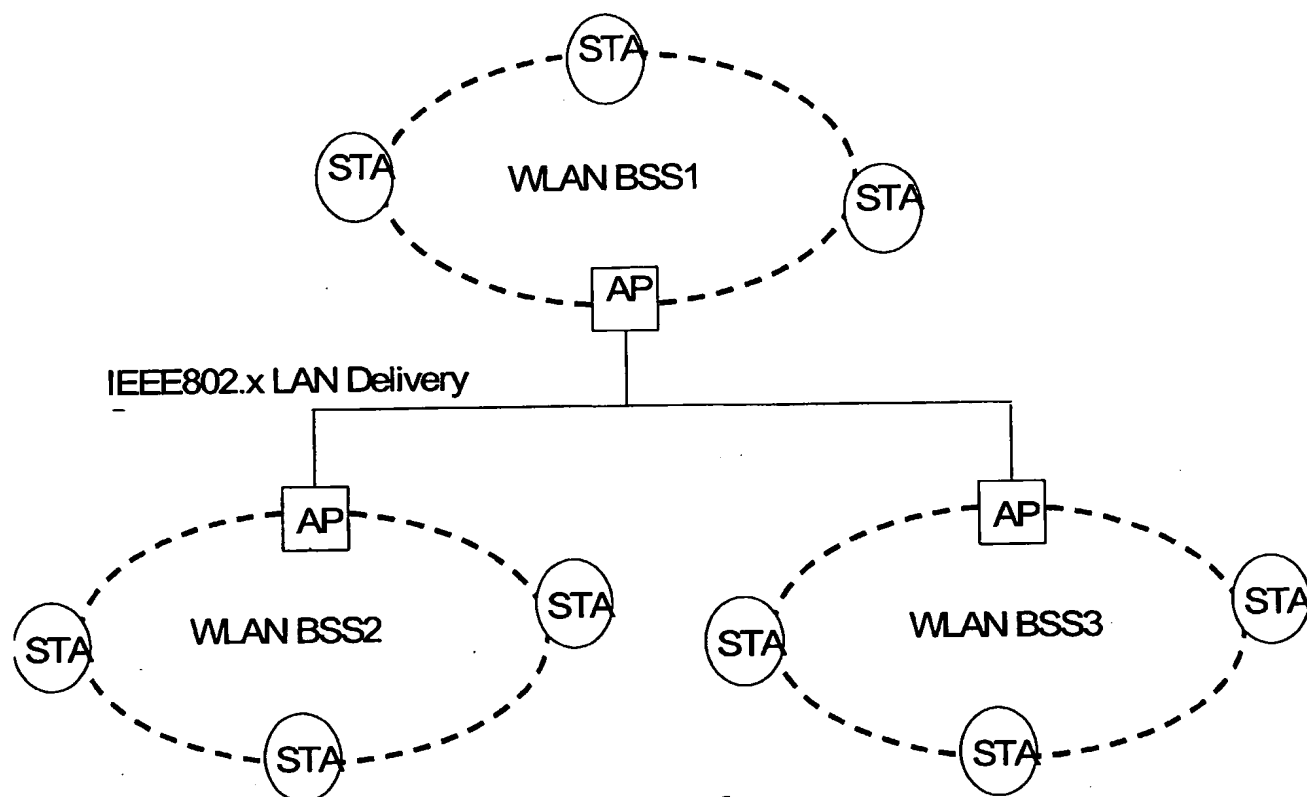 STA
STA
WLAN BSS1
STA
AP
IEEE802.x LAN Delivery
AP
AP
STA
WLAN BSS2
STA
STA
WLAN BSS3
STA
STA
STA